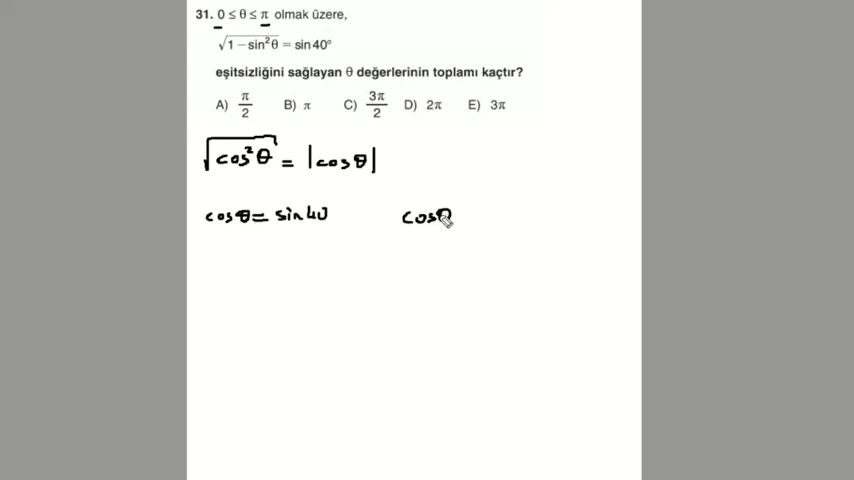 31. 0 ≤ θ ≤ π olmak üzere,
√(1 − sin²θ) = sin 40°
eşitsizliğini sağlayan θ değerlerinin toplamı kaçtır?
A) π/2 B) π C) 3π/2 D) 2π E) 3π
√(cos²θ) = |cosθ|
cosθ = sin40 cosθ